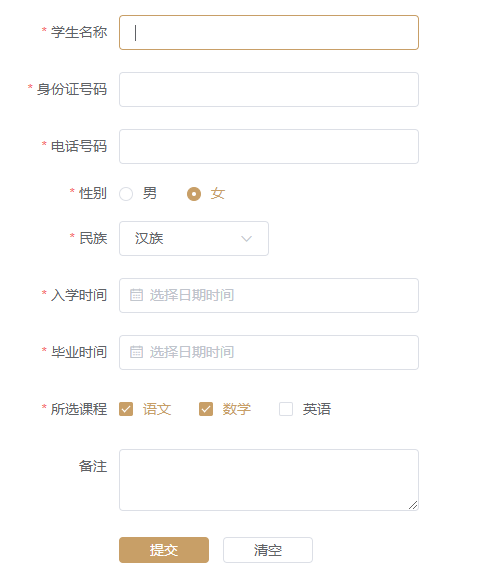 * 学生名称
* 身份证号码
* 电话号码
* 性别 男 女
* 民族 汉族
* 入学时间 选择日期时间
* 毕业时间 选择日期时间
* 所选课程 语文 数学 英语
备注
提交 清空